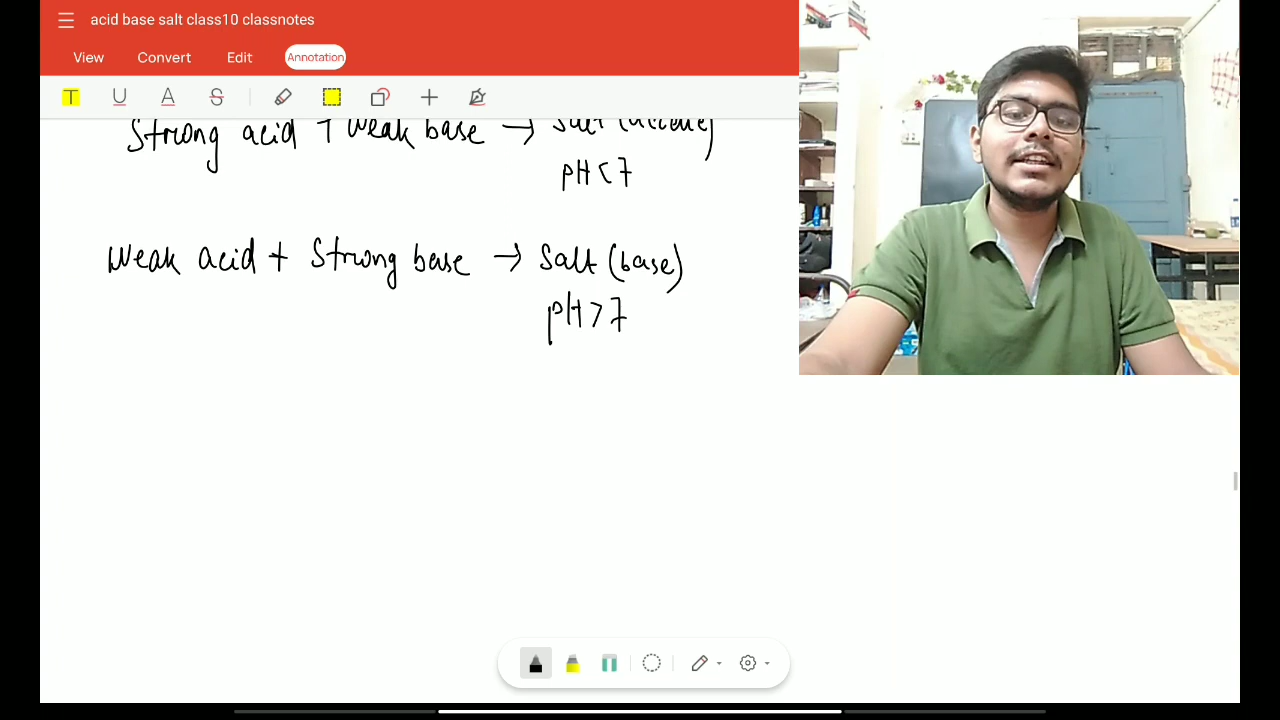 acid base salt class10 classnotes
View Convert Edit Annotation
T U A S
Strong acid + weak base → Salt
pH < 7
Weak acid + Strong base → Salt (base)
pH > 7